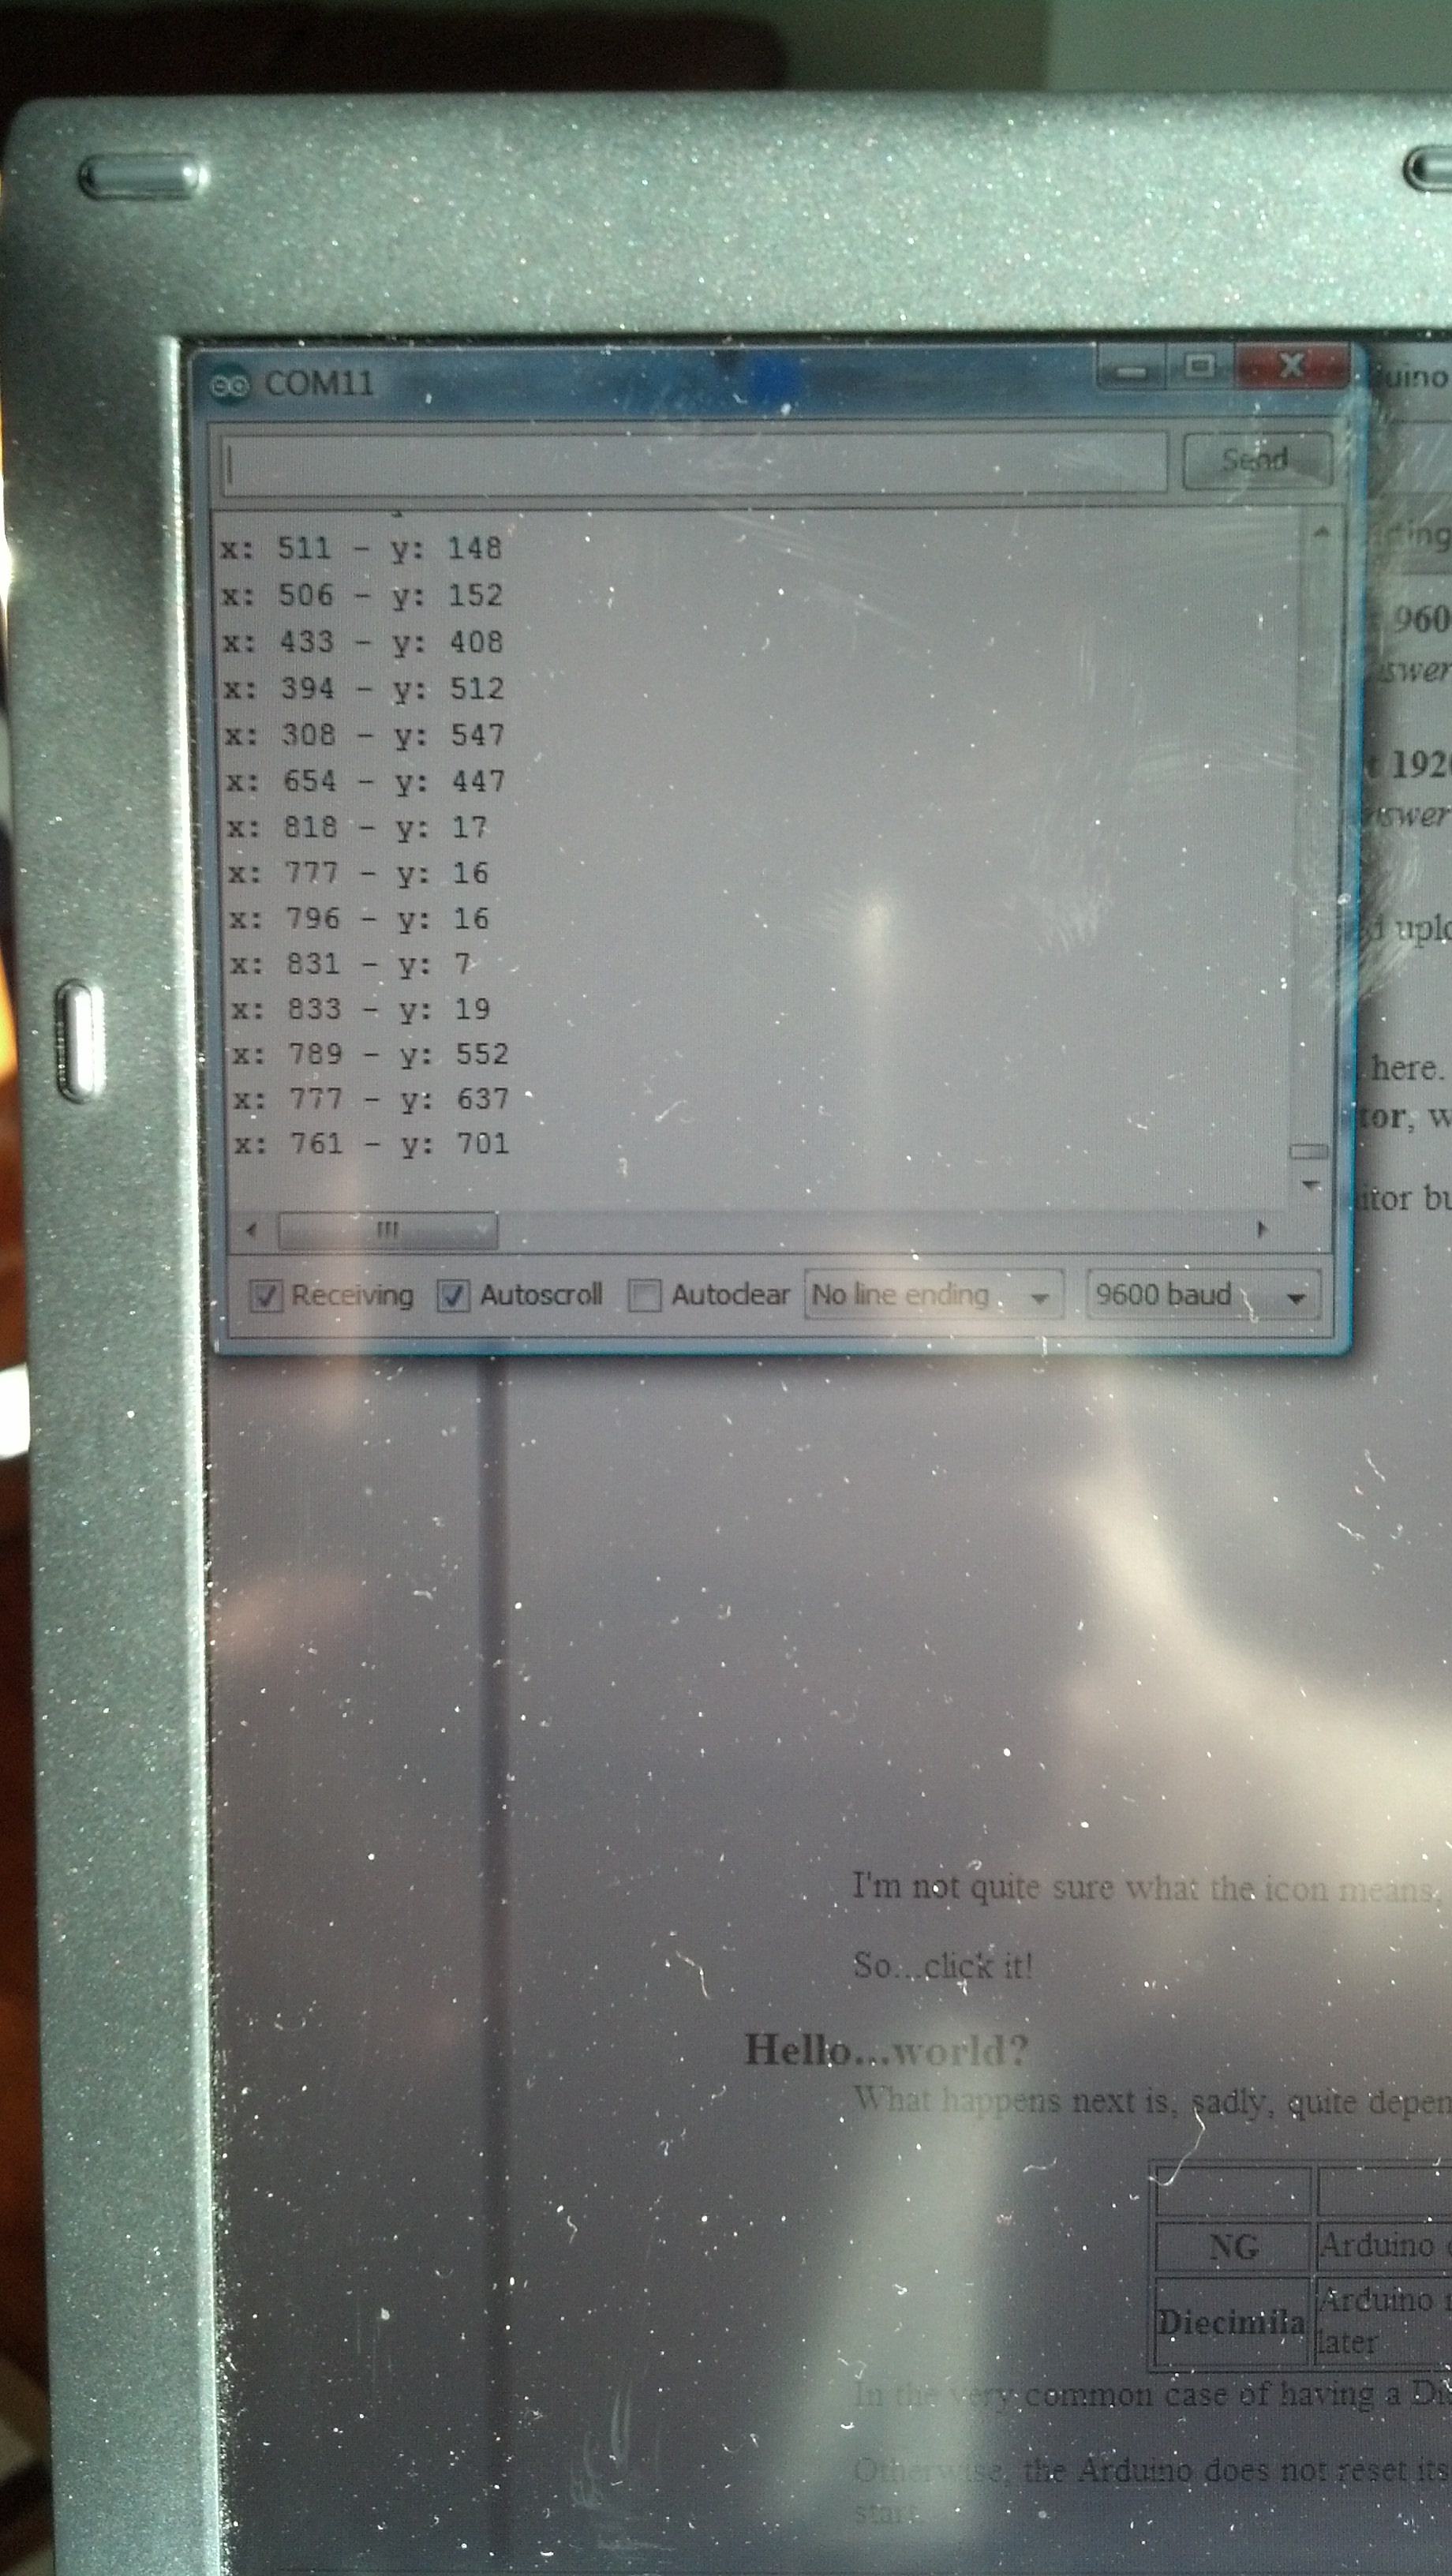 COM11
Send
x: 511 - y: 148
x: 506 - y: 152
x: 433 - y: 408
x: 394 - y: 512
x: 308 - y: 547
x: 654 - y: 447
x: 818 - y: 17
x: 777 - y: 16
x: 796 - y: 16
x: 831 - y: 7
x: 833 - y: 19
x: 789 - y: 552
x: 777 - y: 637
x: 761 - y: 701
Receiving Autoscroll Autoclear No line ending 9600 baud
uino
960
swer
192
swer
here.
tor, w
itor bu
I'm not quite sure what the icon means,
So...click it!
Hello...world?
What happens next is, sadly, quite depen
NG Arduino
Diecimila Arduino
later
In the very common case of having a Di
Otherwise, the Arduino does not reset its